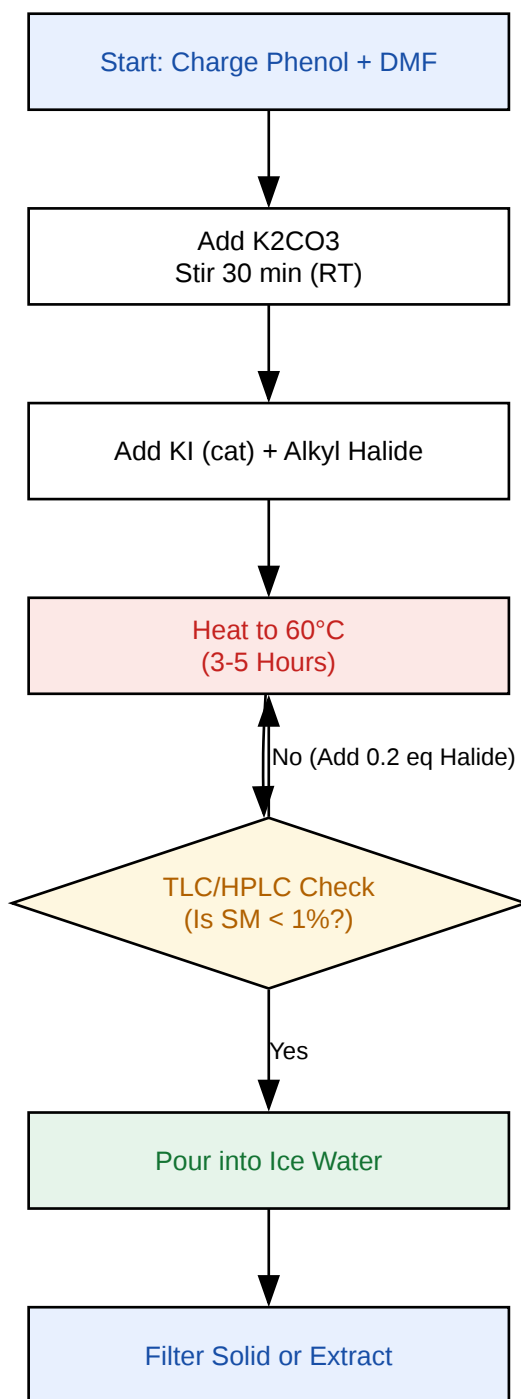 Start: Charge Phenol + DMF
Add K2CO3
Stir 30 min (RT)
Add KI (cat) + Alkyl Halide
Heat to 60°C
(3-5 Hours)
No (Add 0.2 eq Halide)
TLC/HPLC Check
(Is SM < 1%?)
Yes
Pour into Ice Water
Filter Solid or Extract